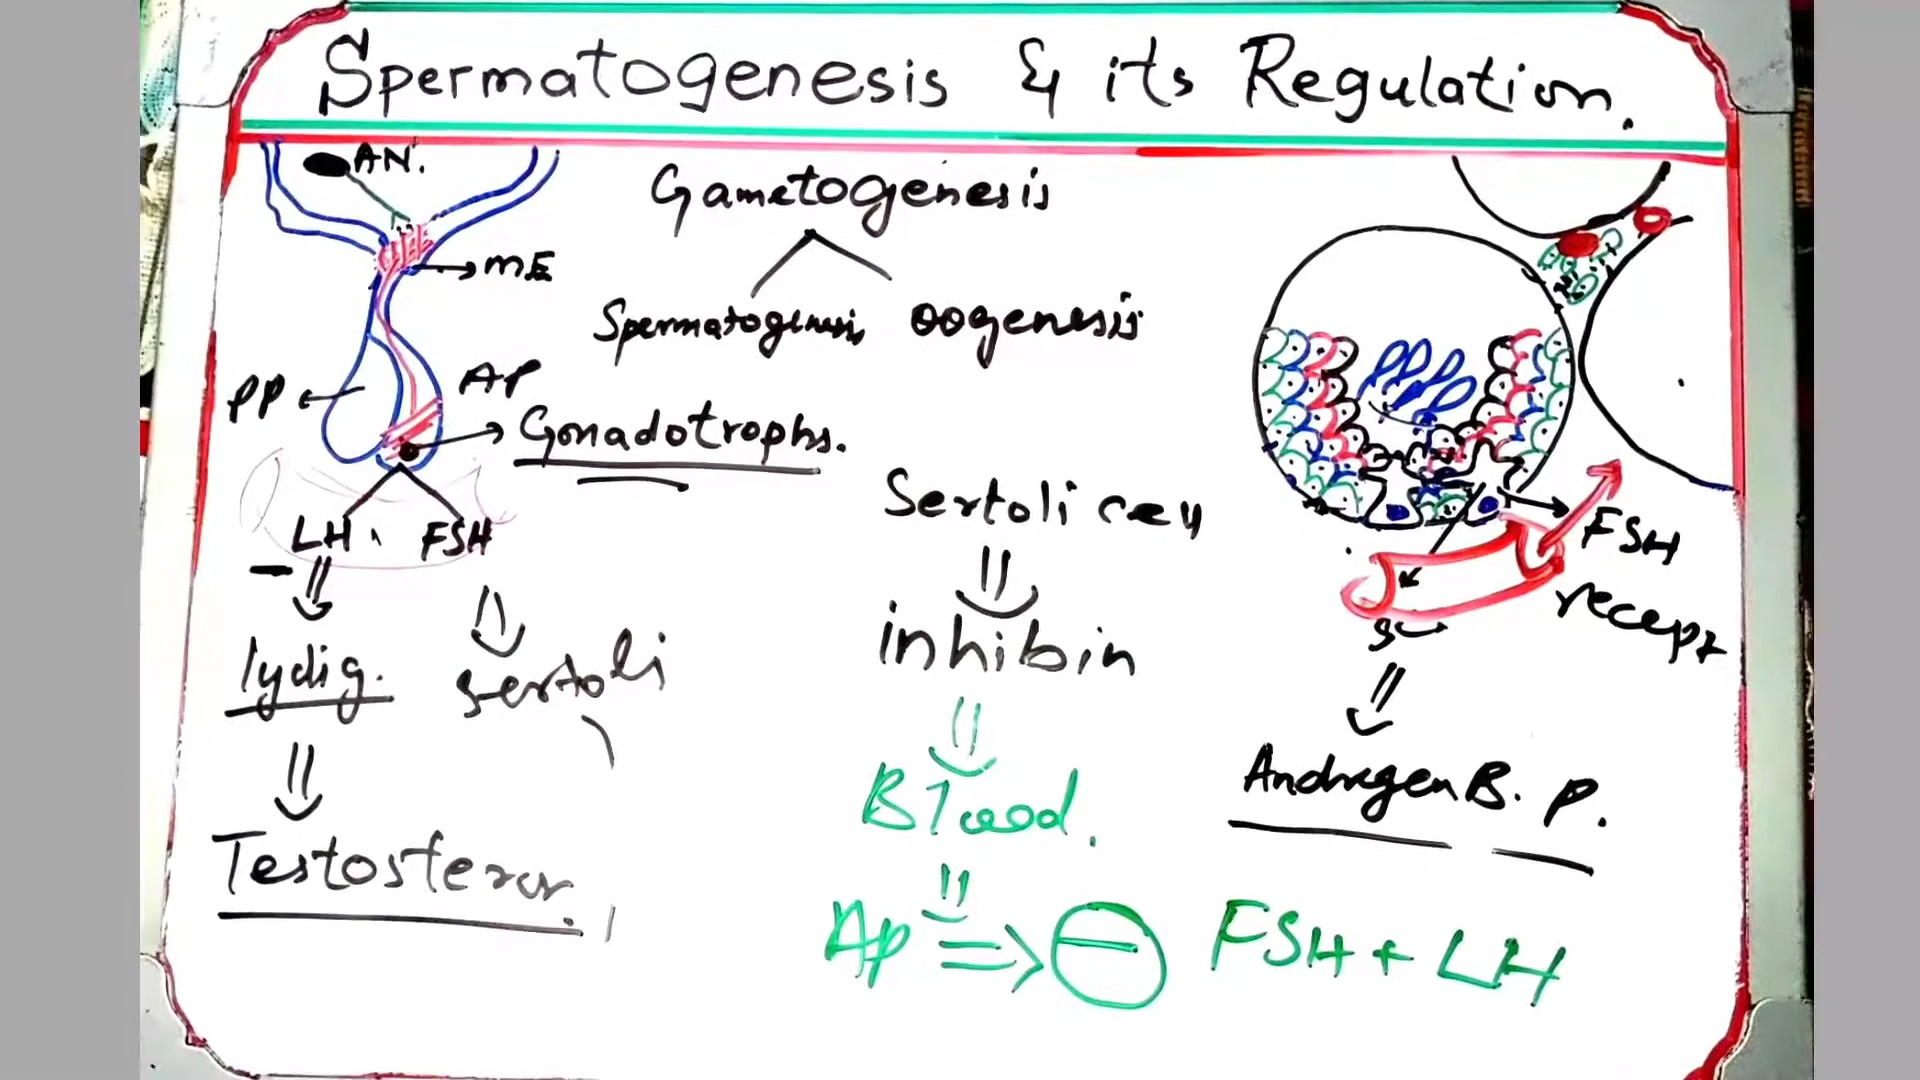 Spermatogenesis & its Regulation.
AN.
ME
PP
AP
Gonadotrophs.
LH
FSH
lydig.
sertoli
Gametogenesis
Spermatogenesis oogenesis
Sertoli cell
inhibin
Blood.
AP ⇒ ⊖ FSH + LH
FSH
recept
Androgen B. P.